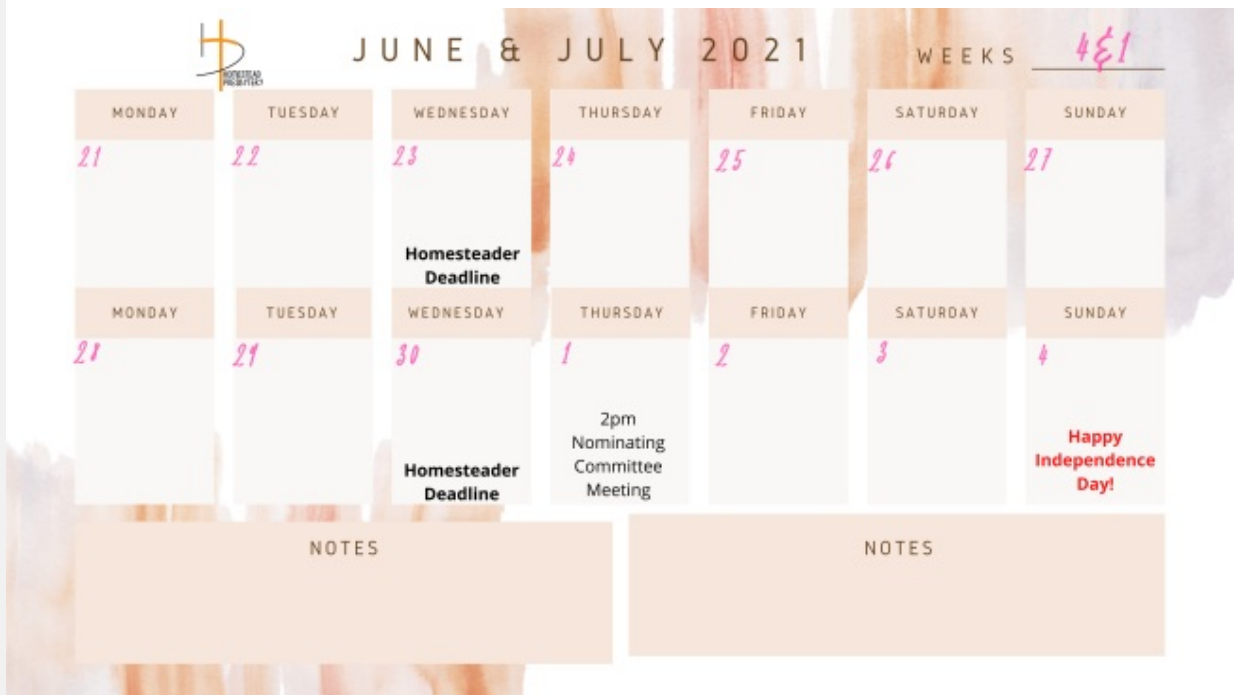 HOMESTEAD
PRESBYTERY
JUNE & JULY 2021
WEEKS 4&1
MONDAY TUESDAY WEDNESDAY THURSDAY FRIDAY SATURDAY SUNDAY
21 22 23 24 25 26 27
Homesteader
Deadline
MONDAY TUESDAY WEDNESDAY THURSDAY FRIDAY SATURDAY SUNDAY
28 29 30 1 2 3 4
Homesteader
Deadline
2pm
Nominating
Committee
Meeting
Happy
Independence
Day!
NOTES
NOTES